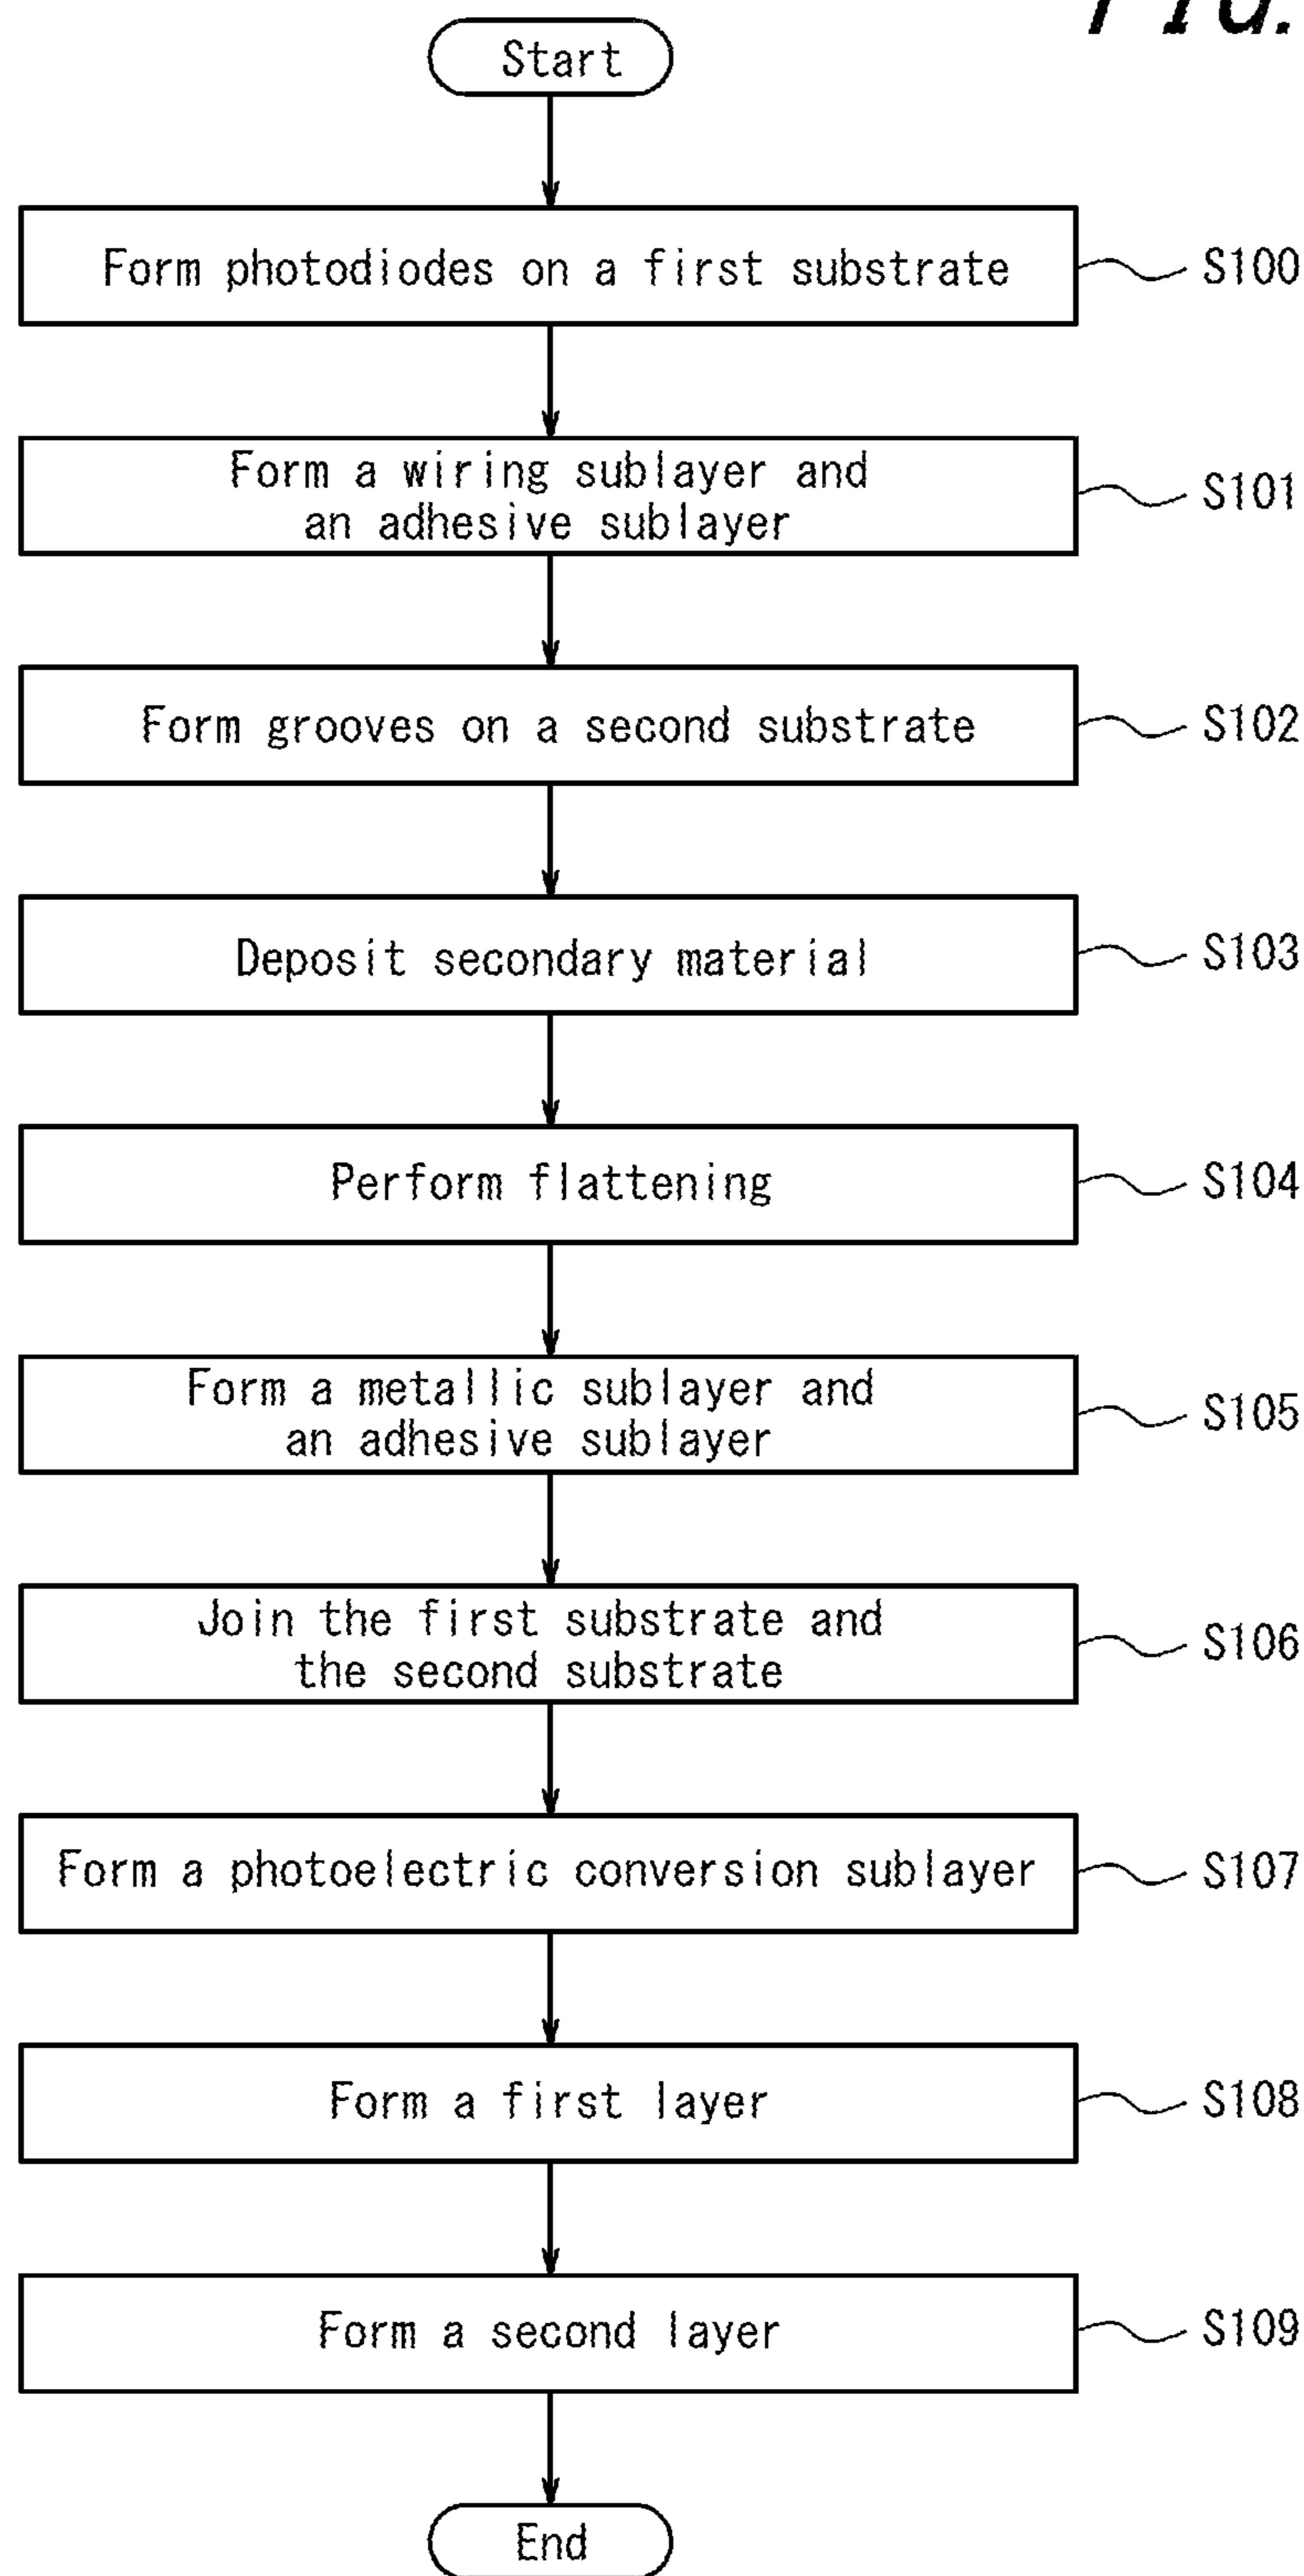 FIG.
Start
Form photodiodes on a first substrate
S100
Form a wiring sublayer and
an adhesive sublayer
S101
Form grooves on a second substrate
S102
Deposit secondary material
S103
Perform flattening
S104
Form a metallic sublayer and
an adhesive sublayer
S105
Join the first substrate and
the second substrate
S106
Form a photoelectric conversion sublayer
S107
Form a first layer
S108
Form a second layer
S109
End